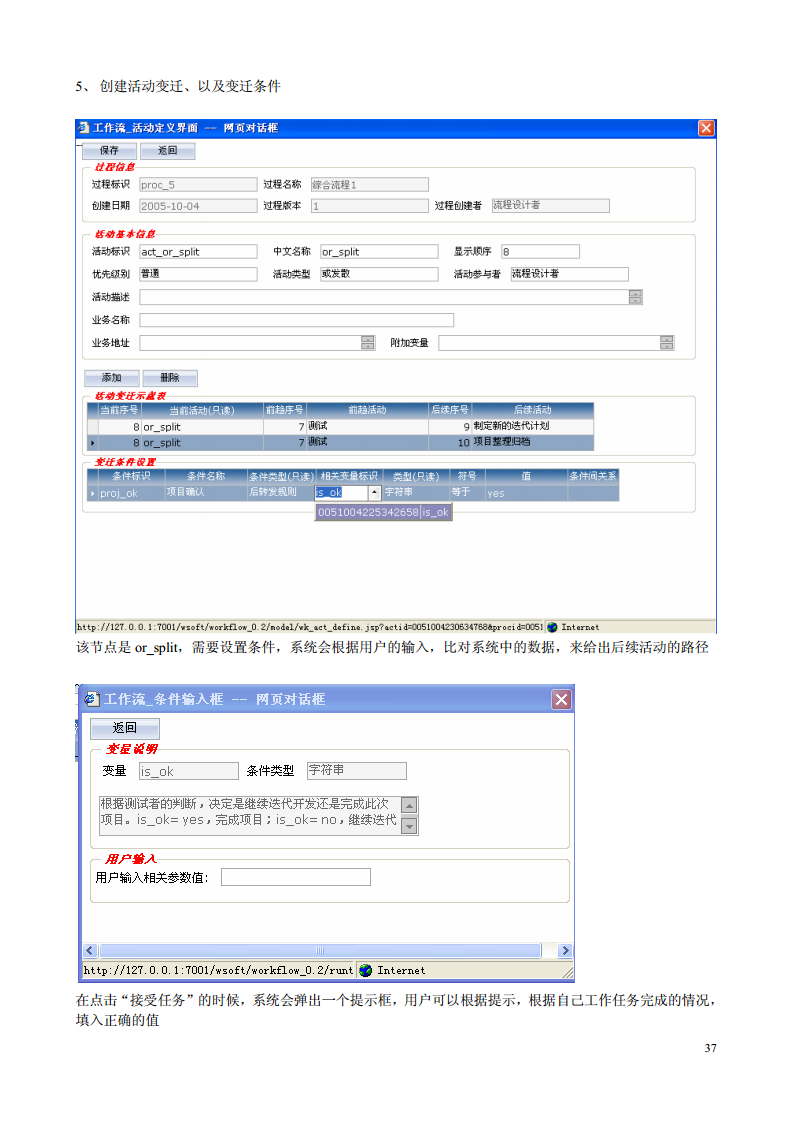 5、 创建活动变迁、以及变迁条件
工作流_活动定义界面 -- 网页对话框
保存 返回
过程信息
过程标识 proc_5 过程名称 综合流程1
创建日期 2005-10-04 过程版本 1 过程创建者 流程设计者
活动基本信息
活动标识 act_or_split 中文名称 or_split 显示顺序 8
优先级别 普通 活动类型 或发散 活动参与者 流程设计者
活动描述
业务名称
业务地址 附加变量
添加 删除
活动变迁示意表
当前序号 当前活动(只读) 前趋序号 前趋活动 后续序号 后续活动
8 or_split 7 测试 9 制定新的迭代计划
8 or_split 7 测试 10 项目整理归档
变迁条件设置
条件标识 条件名称 条件类型(只读) 相关变量标识 类型(只读) 符号 值 条件间关系
proj_ok 项目确认 后转发规则 is_ok 字符串 等于 yes
0051004225342658 is_ok
http://127.0.0.1:7001/wsoft/workflow_0.2/model/wk_act_define.jsp?actid=0051004230634768&procid=0051 Internet
该节点是 or_split，需要设置条件，系统会根据用户的输入，比对系统中的数据，来给出后续活动的路径
工作流_条件输入框 -- 网页对话框
返回
变量说明
变量 is_ok 条件类型 字符串
根据测试者的判断，决定是继续迭代开发还是完成此次
项目。is_ok= yes，完成项目；is_ok= no，继续迭代
用户输入
用户输入相关参数值:
http://127.0.0.1:7001/wsoft/workflow_0.2/runt Internet
在点击“接受任务”的时候，系统会弹出一个提示框，用户可以根据提示，根据自己工作任务完成的情况，
填入正确的值
37